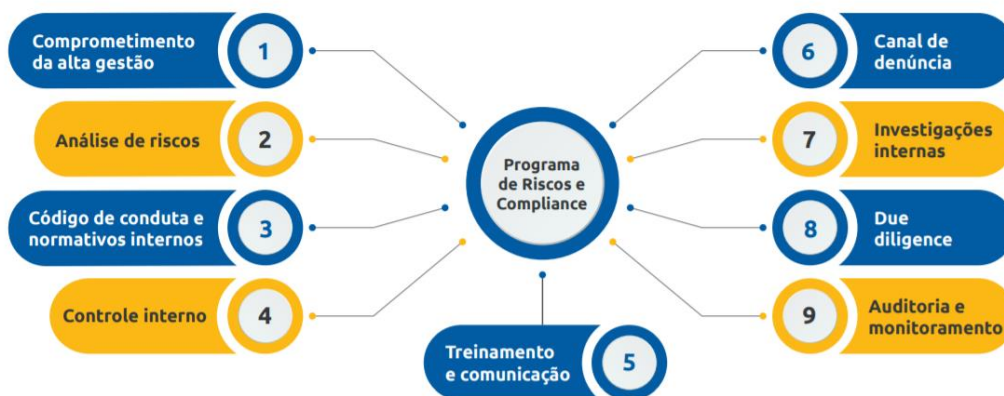 Comprometimento
da alta gestão
1
Análise de riscos
2
Código de conduta e
normativos internos
3
Controle interno
4
Programa
de Riscos e
Compliance
Treinamento
e comunicação
5
6
Canal de
denúncia
7
Investigações
internas
8
Due
diligence
9
Auditoria e
monitoramento